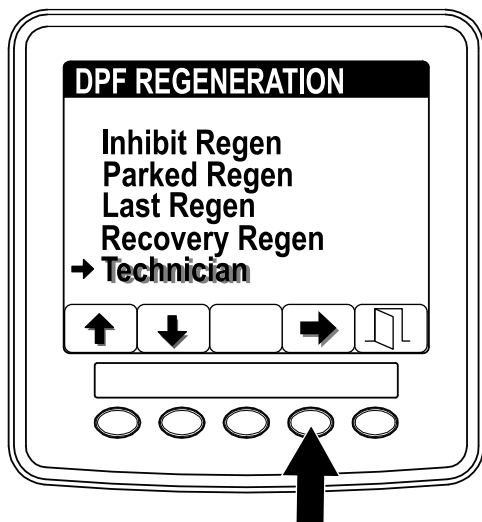 DPF REGENERATION
Inhibit Regen
Parked Regen
Last Regen
Recovery Regen
Technician